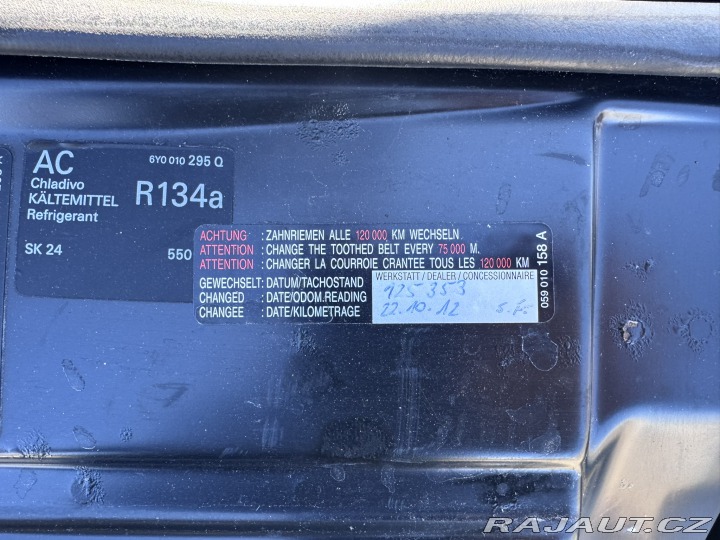 AC 6Y0 010 295 Q
Chladivo
KÄLTEMITTEL R134a
Refrigerant
SK 24 550
ACHTUNG : ZAHNRIEMEN ALLE 120 000 KM WECHSELN
ATTENTION : CHANGE THE TOOTHED BELT EVERY 75 000 M.
ATTENTION : CHANGER LA COURROIE CRANTEE TOUS LES 120 000 KM
WERKSTATT / DEALER / CONCESSIONNAIRE
GEWECHSELT: DATUM/TACHOSTAND
CHANGED : DATE/ODOM.READING
CHANGEE : DATE/KILOMETRAGE
125 353
22.10.12
059 010 158 A
RAJAUT.CZ